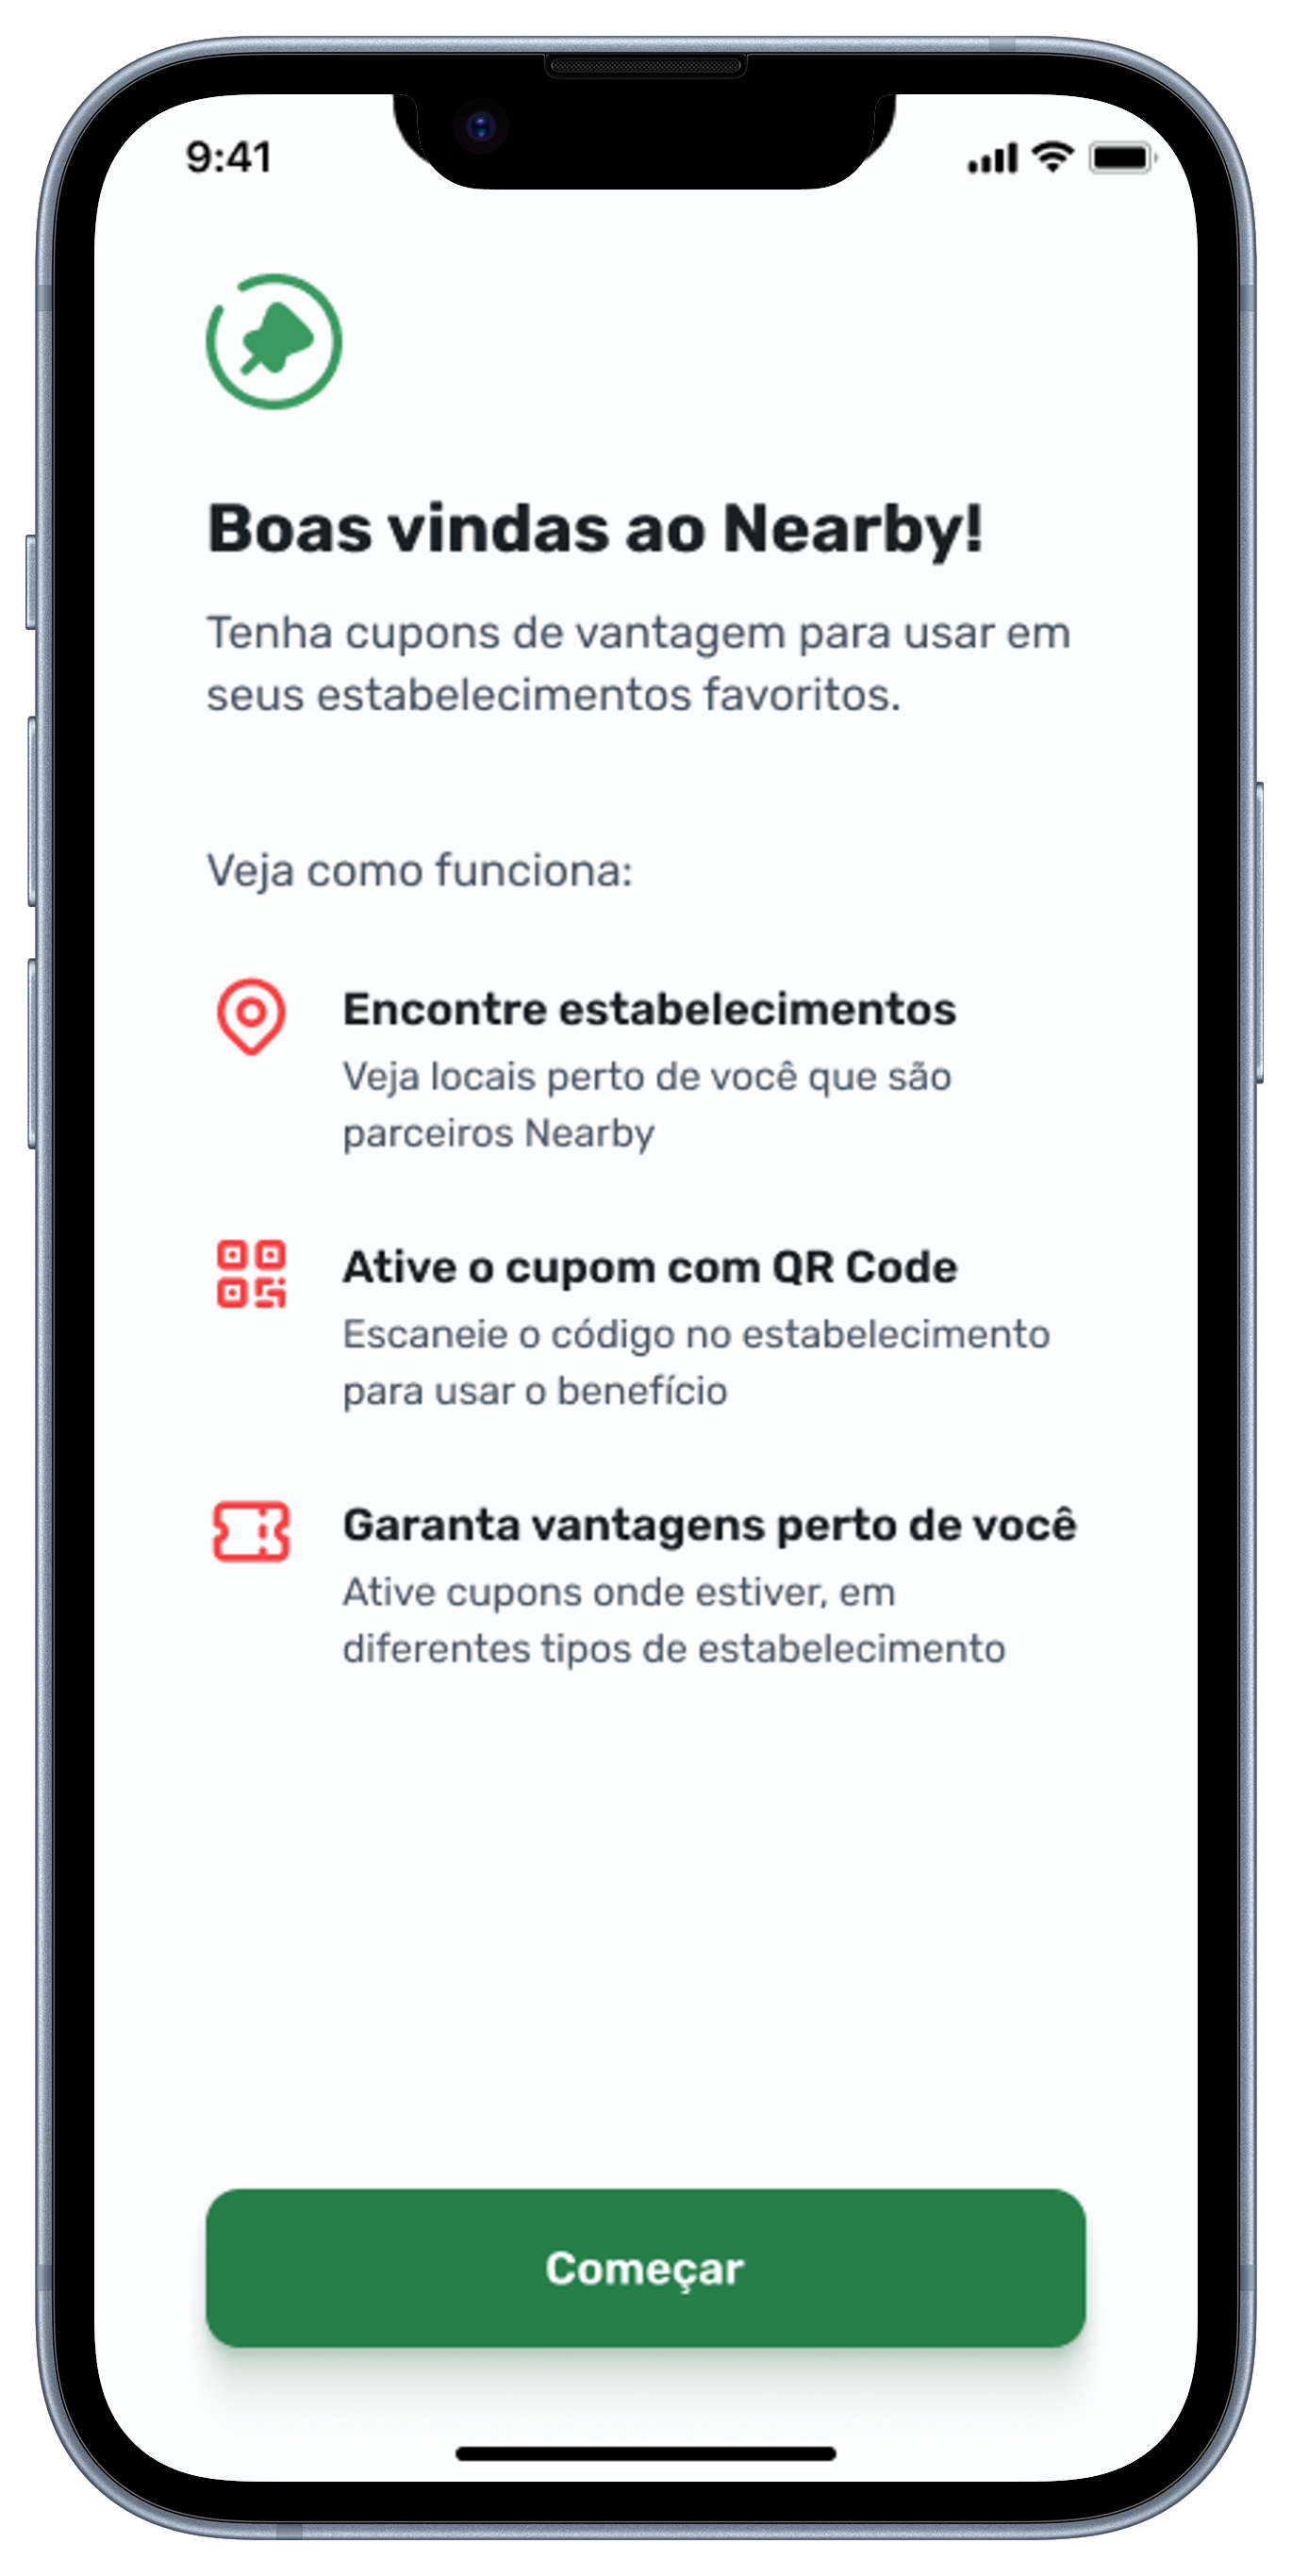 9:41
Boas vindas ao Nearby!
Tenha cupons de vantagem para usar em
seus estabelecimentos favoritos.
Veja como funciona:
Encontre estabelecimentos
Veja locais perto de você que são
parceiros Nearby
Ative o cupom com QR Code
Escaneie o código no estabelecimento
para usar o benefício
Garanta vantagens perto de você
Ative cupons onde estiver, em
diferentes tipos de estabelecimento
Começar